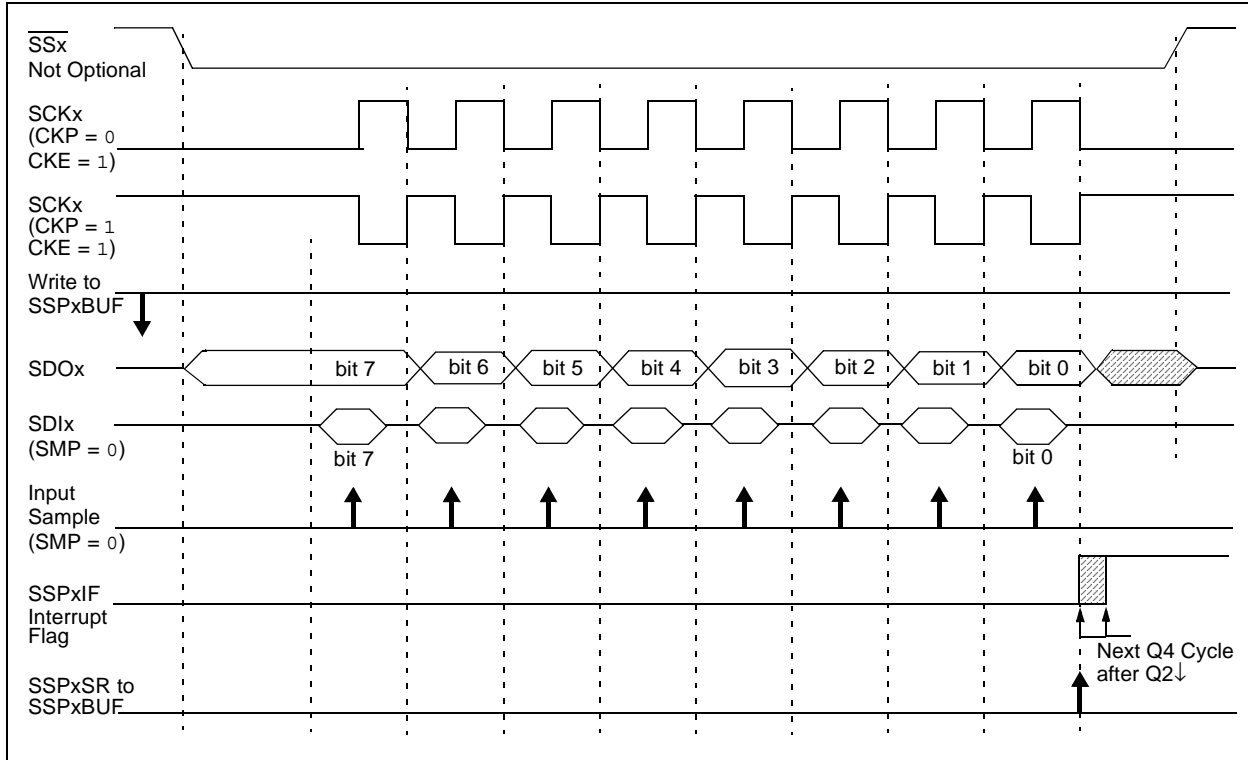 SSx
Not Optional
SCKx
(CKP = 0
CKE = 1)
SCKx
(CKP = 1
CKE = 1)
Write to
SSPxBUF
SDOx
bit 7 bit 6 bit 5 bit 4 bit 3 bit 2 bit 1 bit 0
SDIx
(SMP = 0)
bit 7 bit 0
Input
Sample
(SMP = 0)
SSPxIF
Interrupt
Flag
Next Q4 Cycle
after Q2↓
SSPxSR to
SSPxBUF